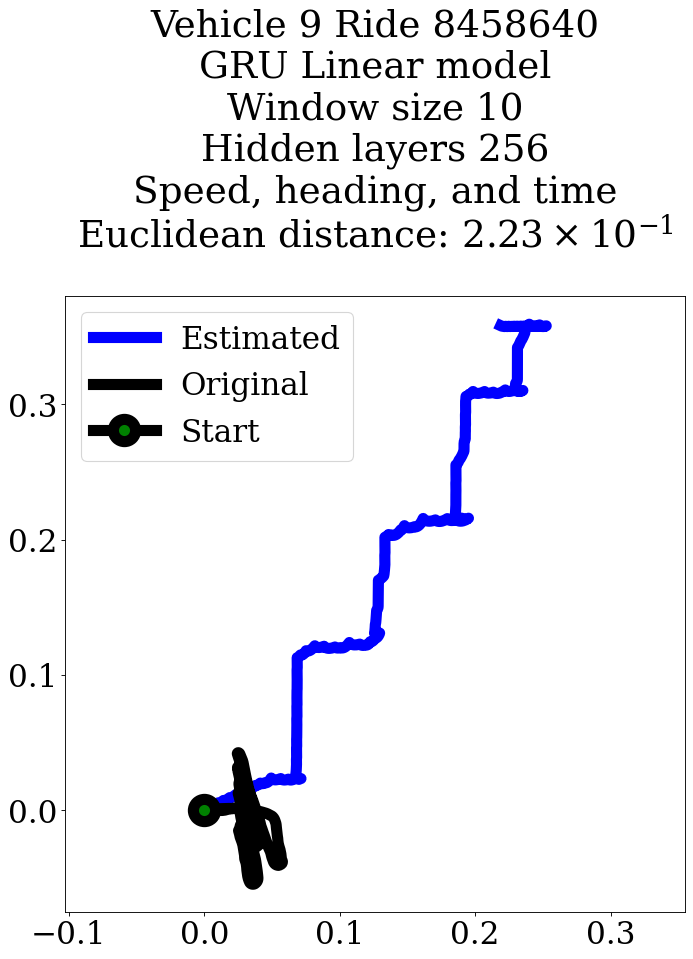 Vehicle 9 Ride 8458640
GRU Linear model
Window size 10
Hidden layers 256
Speed, heading, and time
Euclidean distance: 2.23 × 10⁻¹
Estimated
Original
Start
0.3
0.2
0.1
0.0
−0.1 0.0 0.1 0.2 0.3